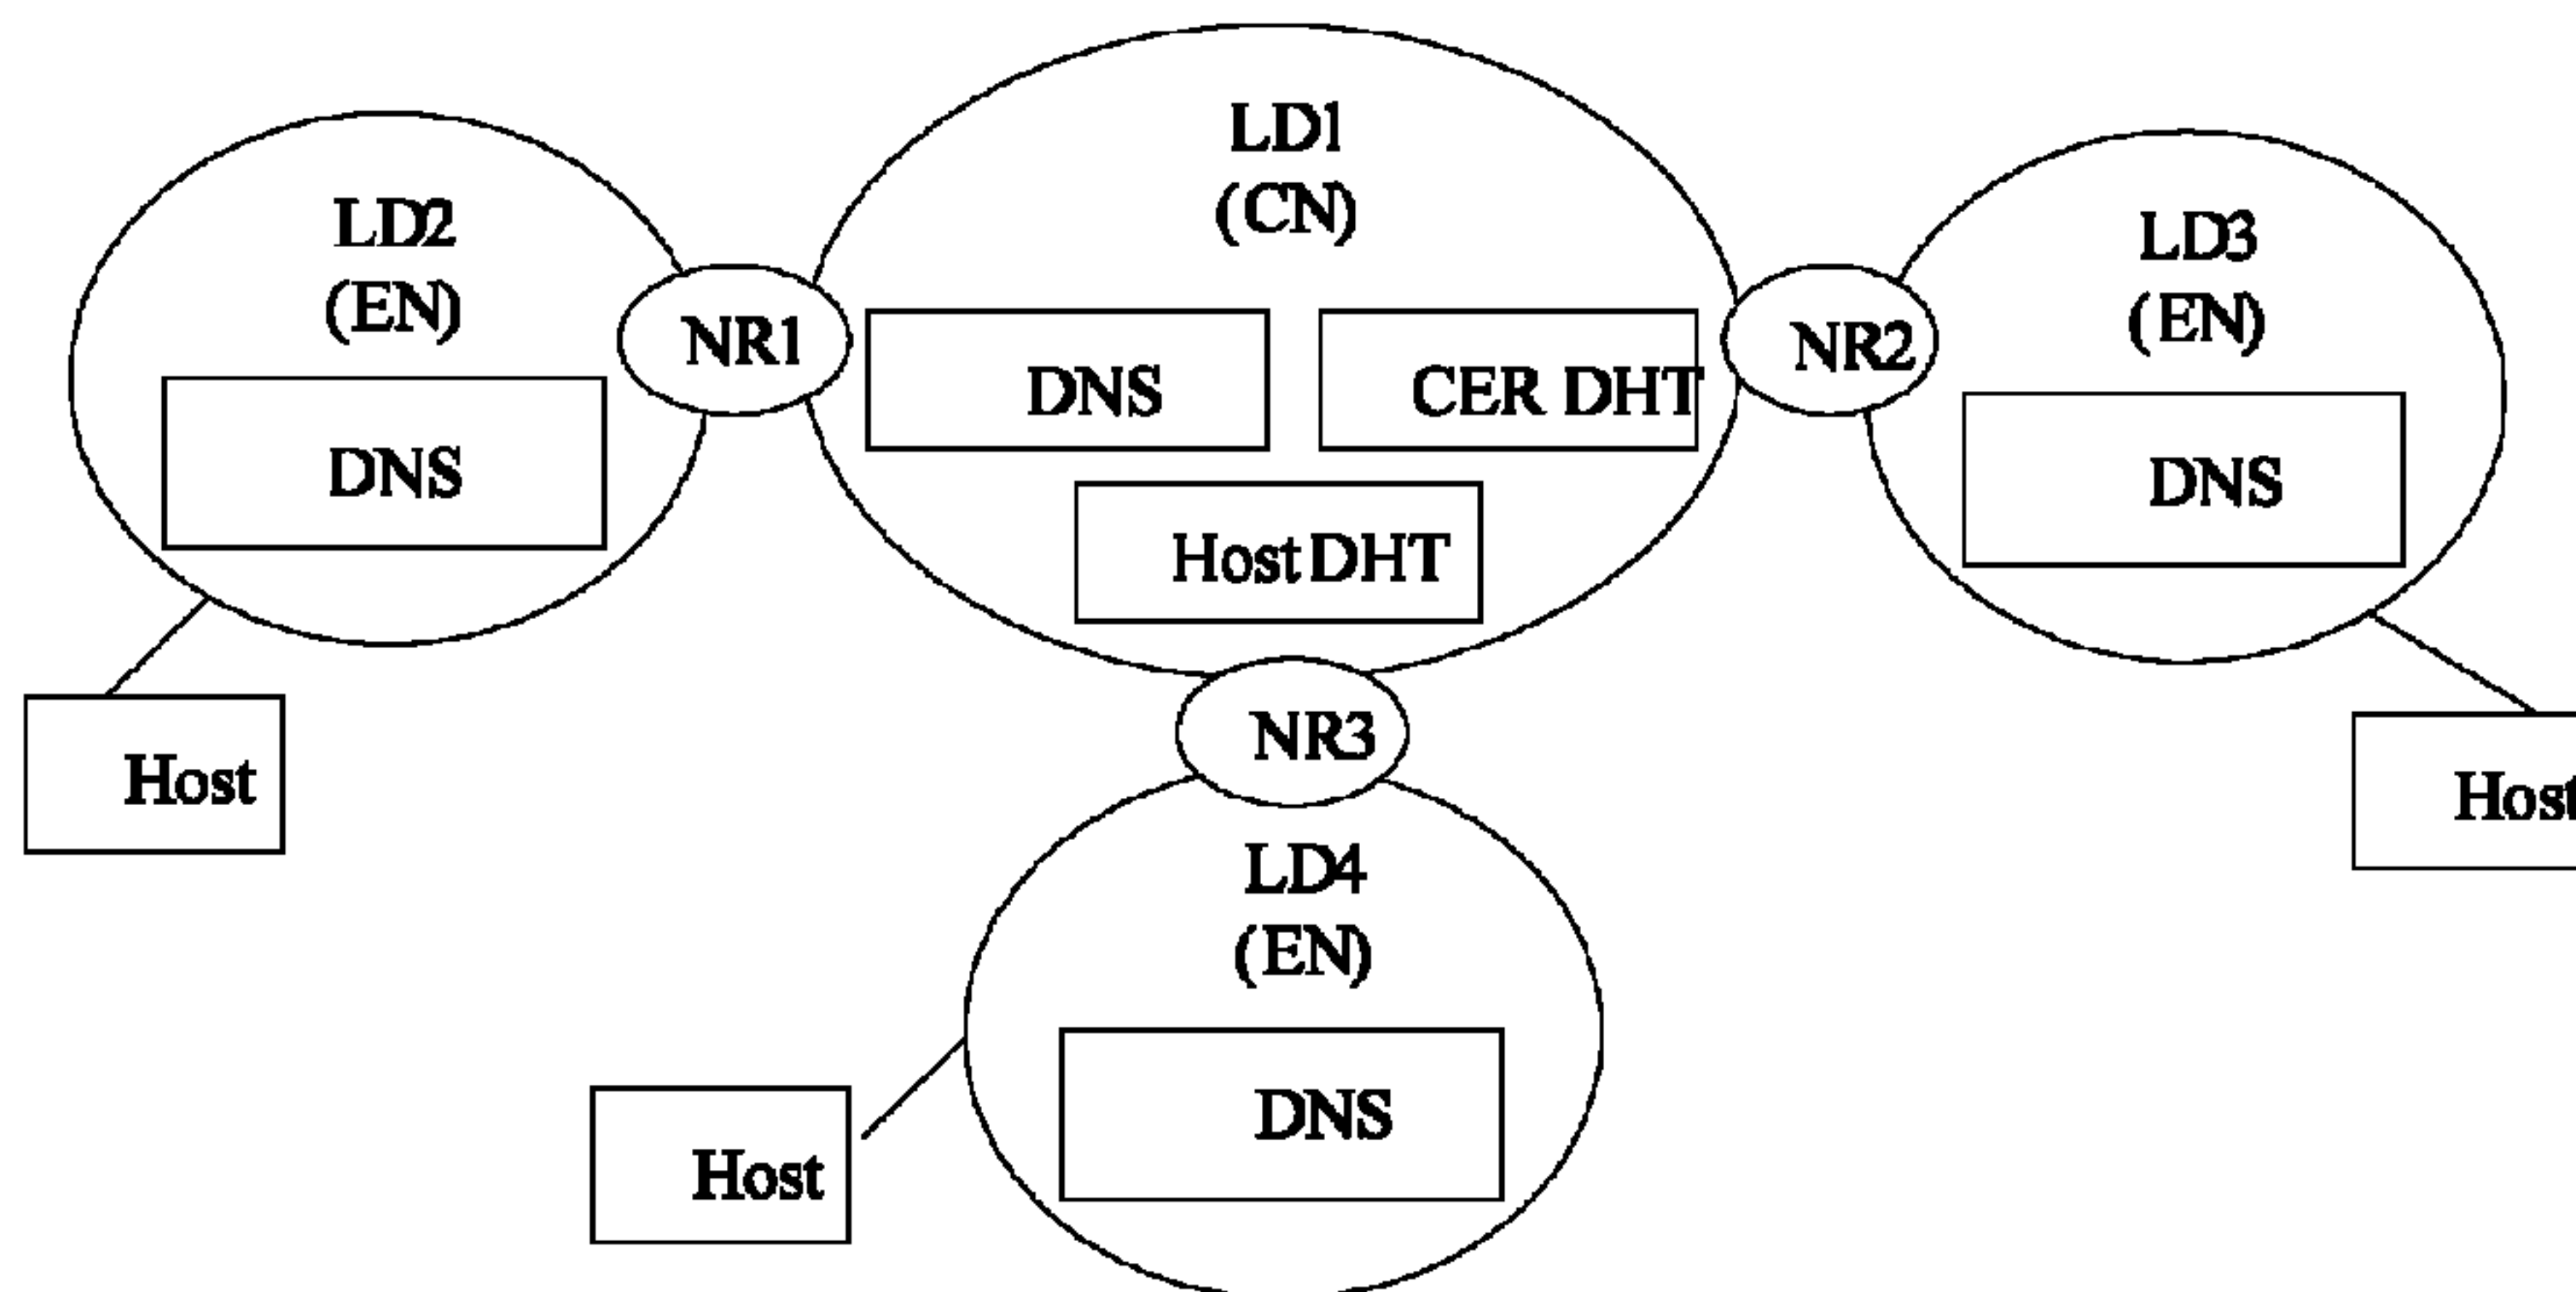 LD1
(CN)
LD2
(EN)
LD3
(EN)
NR1
NR2
DNS
CER DHT
DNS
DNS
Host DHT
NR3
Host
Host
LD4
(EN)
DNS
Host